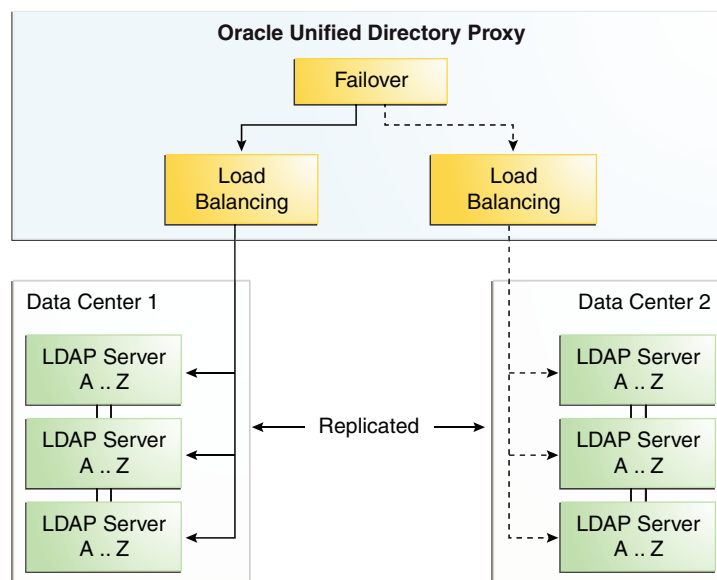 Oracle Unified Directory Proxy
Failover
Load
Balancing
Load
Balancing
Data Center 1
LDAP Server
A .. Z
LDAP Server
A .. Z
LDAP Server
A .. Z
Replicated
Data Center 2
LDAP Server
A .. Z
LDAP Server
A .. Z
LDAP Server
A .. Z